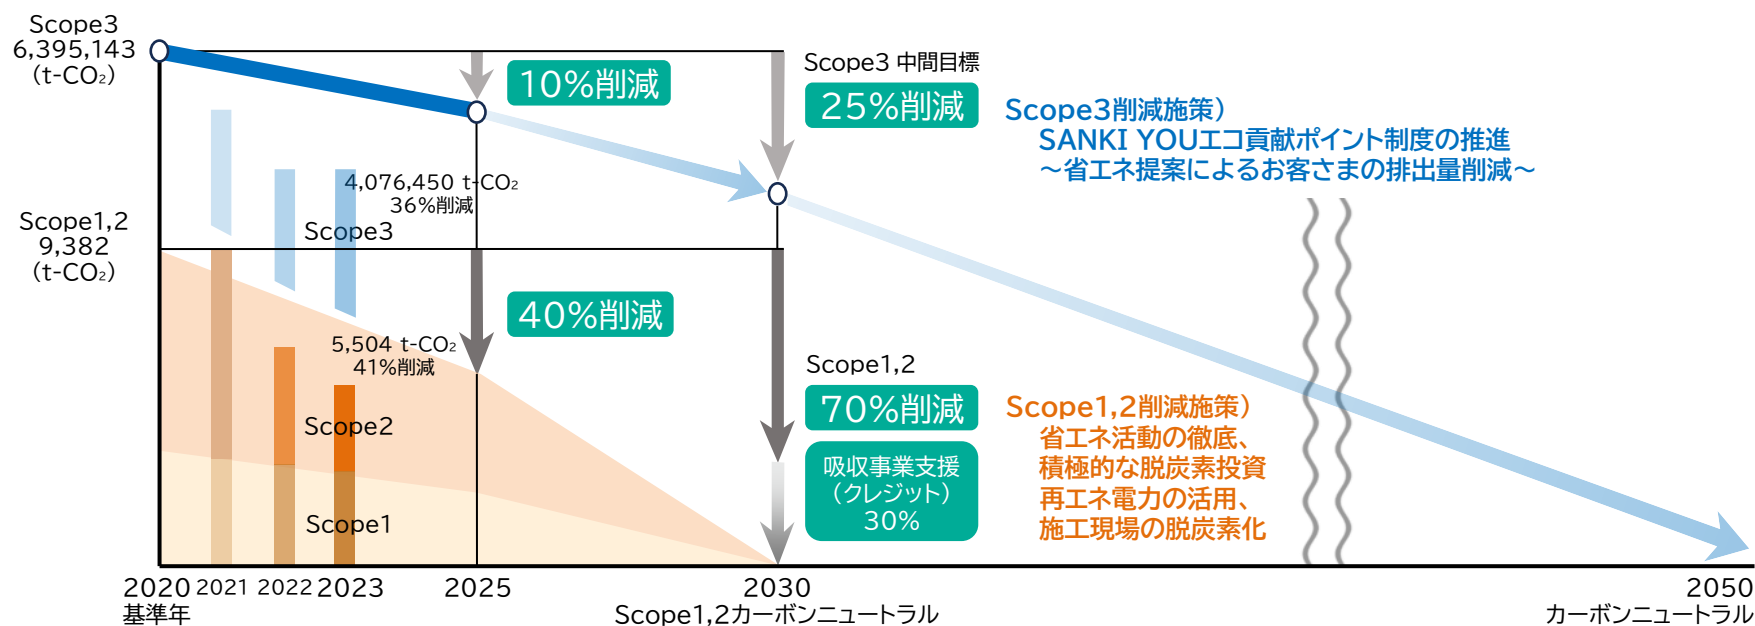 Scope3
6,395,143
(t-CO₂)
10%削減
Scope3 中間目標
25%削減
Scope3削減施策）
SANKI YOUエコ貢献ポイント制度の推進
～省エネ提案によるお客さまの排出量削減～
4,076,450 t-CO₂
36%削減
Scope3
Scope1,2
9,382
(t-CO₂)
40%削減
5,504 t-CO₂
41%削減
Scope1,2
70%削減
Scope2
吸収事業支援
（クレジット）
30%
Scope1,2削減施策）
省エネ活動の徹底、
積極的な脱炭素投資
再エネ電力の活用、
施工現場の脱炭素化
Scope1
2020 2021 2022 2023 2025 2030 2050
基準年 Scope1,2カーボンニュートラル カーボンニュートラル